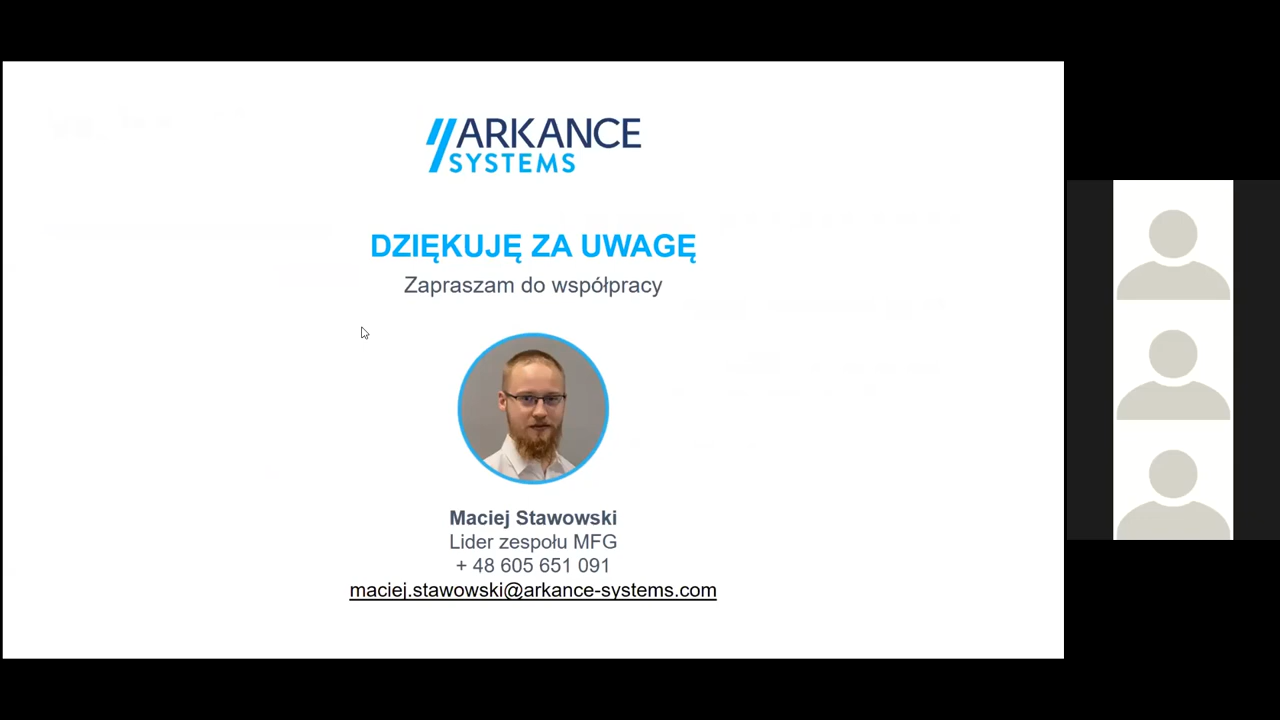 ARKANCE
SYSTEMS
DZIĘKUJĘ ZA UWAGĘ
Zapraszam do współpracy
Maciej Stawowski
Lider zespołu MFG
+ 48 605 651 091
maciej.stawowski@arkance-systems.com